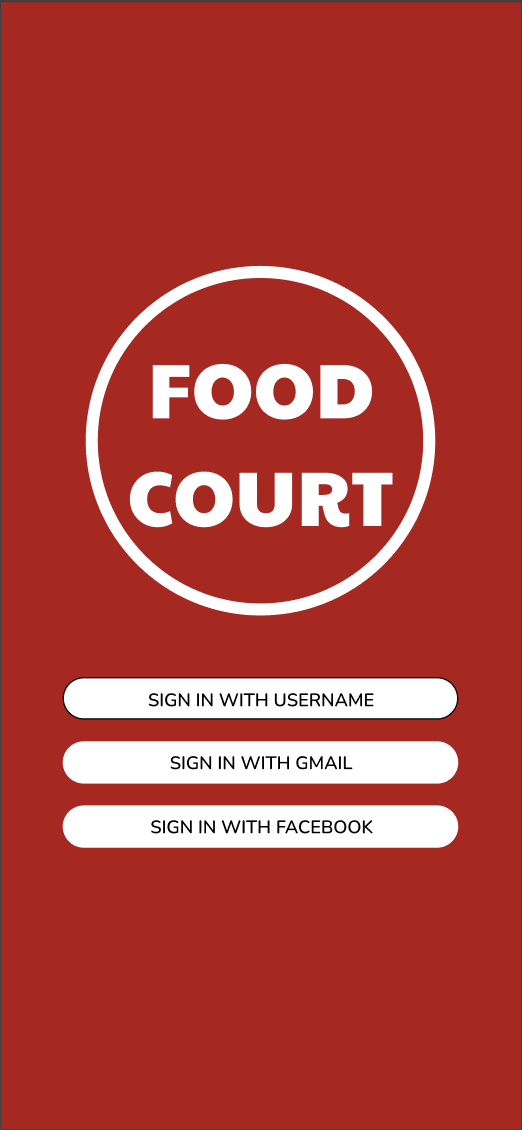 FOOD
COURT
SIGN IN WITH USERNAME
SIGN IN WITH GMAIL
SIGN IN WITH FACEBOOK